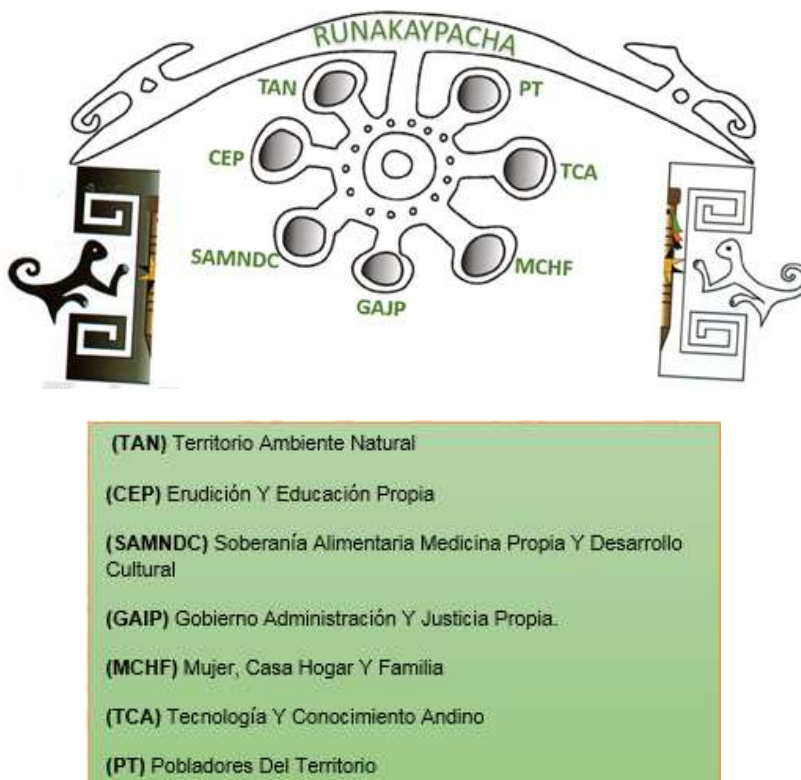 RUNAKAYPACHA
TAN
PT
CEP
TCA
SAMNDC
MCHF
GAJP
(TAN) Territorio Ambiente Natural
(CEP) Erudición Y Educación Propia
(SAMNDC) Soberanía Alimentaria Medicina Propia Y Desarrollo
Cultural
(GAIP) Gobierno Administración Y Justicia Propia.
(MCHF) Mujer, Casa Hogar Y Familia
(TCA) Tecnología Y Conocimiento Andino
(PT) Pobladores Del Territorio